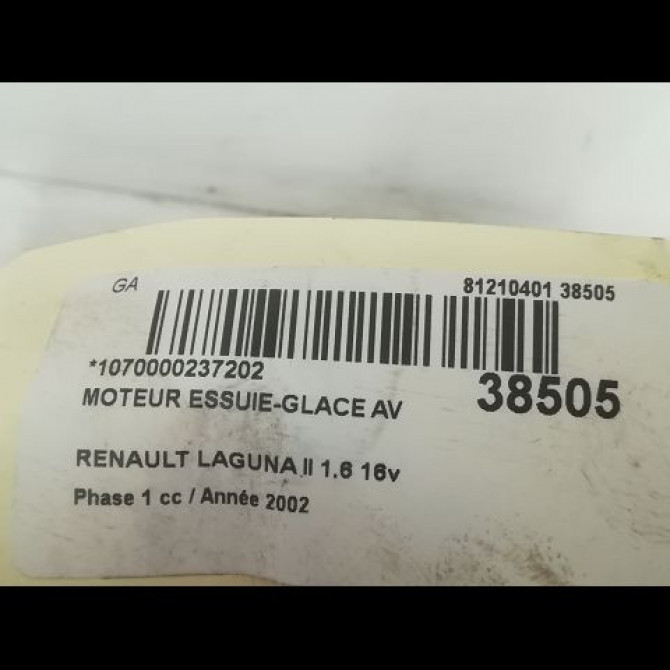 GA
81210401 38505
*1070000237202
38505
MOTEUR ESSUIE-GLACE AV
RENAULT LAGUNA II 1.6 16v
Phase 1 cc / Année 2002